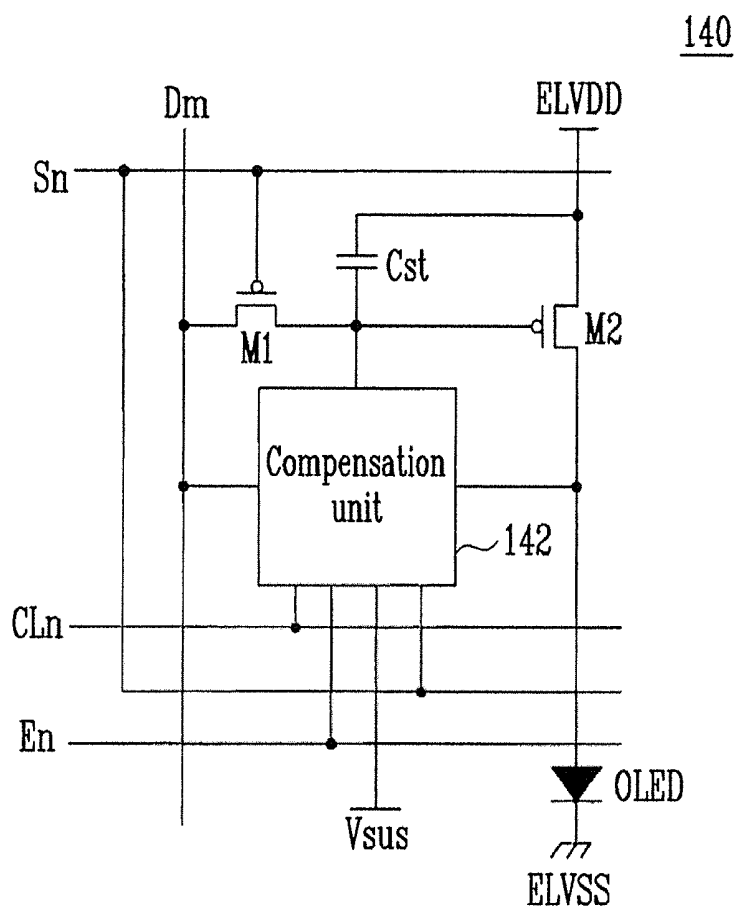 140
Dm
ELVDD
Sn
Cst
M1
M2
Compensation
unit
142
CLn
En
OLED
Vsus
ELVSS